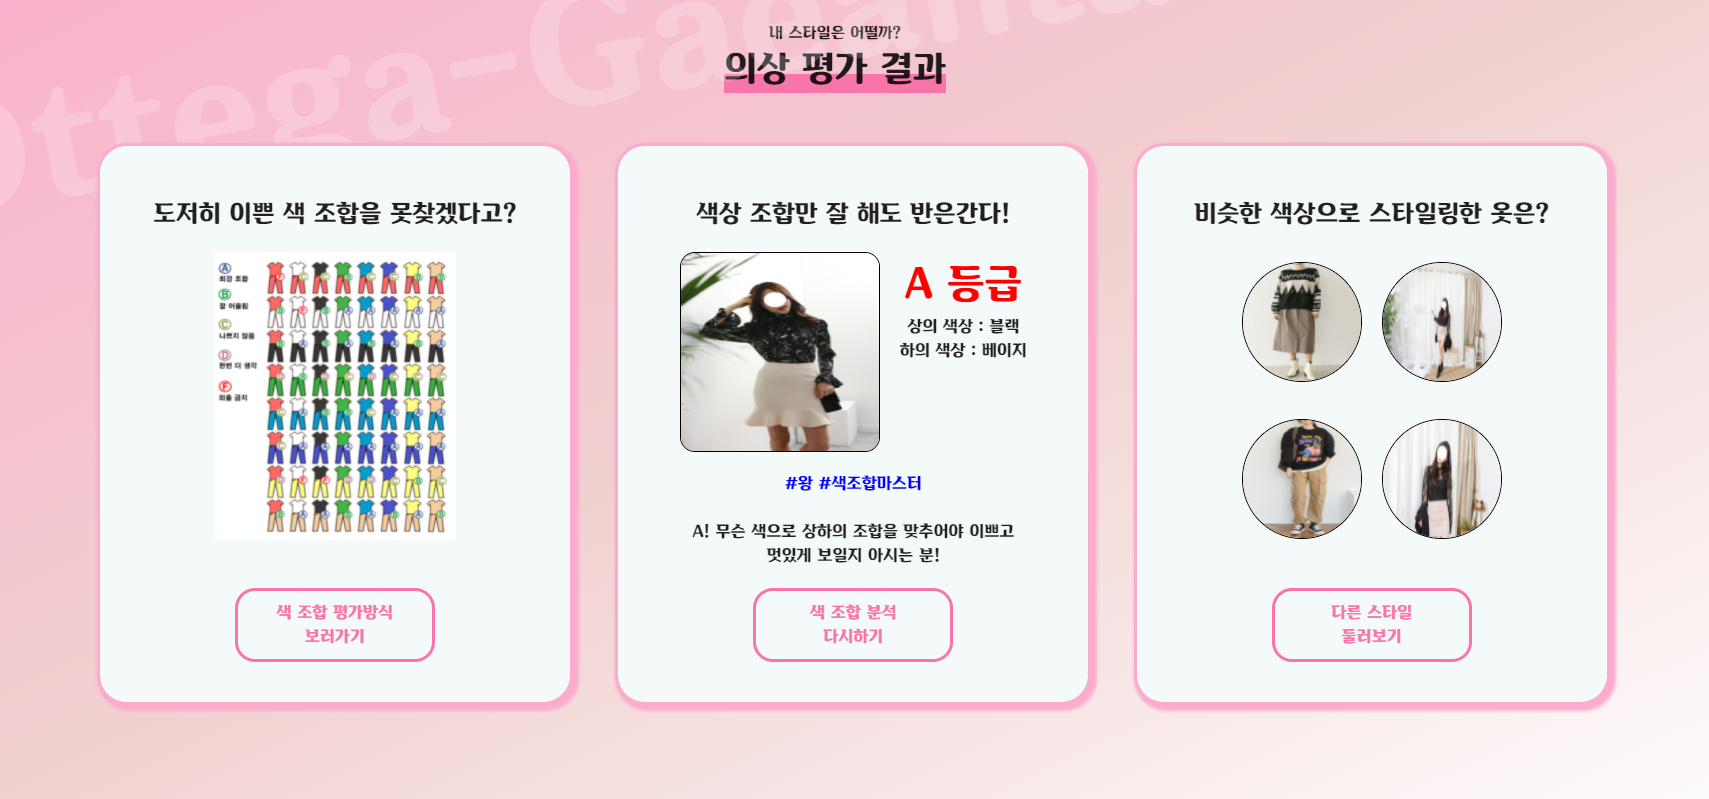 Ottega-Gaganta
내 스타일은 어떨까?
의상 평가 결과
도저히 이쁜 색 조합을 못찾겠다고?
A
최강 조합
B
잘 어울림
C
나쁘지 않음
D
한번 더 생각
F
외출 금지
색 조합 평가방식
보러가기
색상 조합만 잘 해도 반은간다!
A 등급
상의 색상 : 블랙
하의 색상 : 베이지
#왕 #색조합마스터
A! 무슨 색으로 상하의 조합을 맞추어야 이쁘고
멋있게 보일지 아시는 분!
색 조합 분석
다시하기
비슷한 색상으로 스타일링한 옷은?
다른 스타일
둘러보기